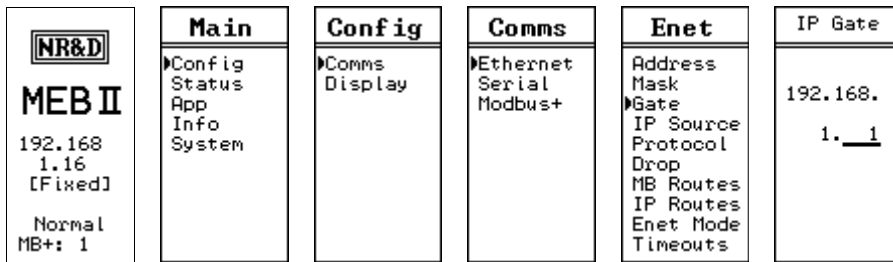 NR&D
MEB II
192.168
1.16
[Fixed]
Normal
MB+: 1
Main
Config
Status
App
Info
System
Config
Comms
Display
Comms
Ethernet
Serial
Modbus+
Enet
Address
Mask
Gate
IP Source
Protocol
Drop
MB Routes
IP Routes
Enet Mode
Timeouts
IP Gate
192.168.
1.__1